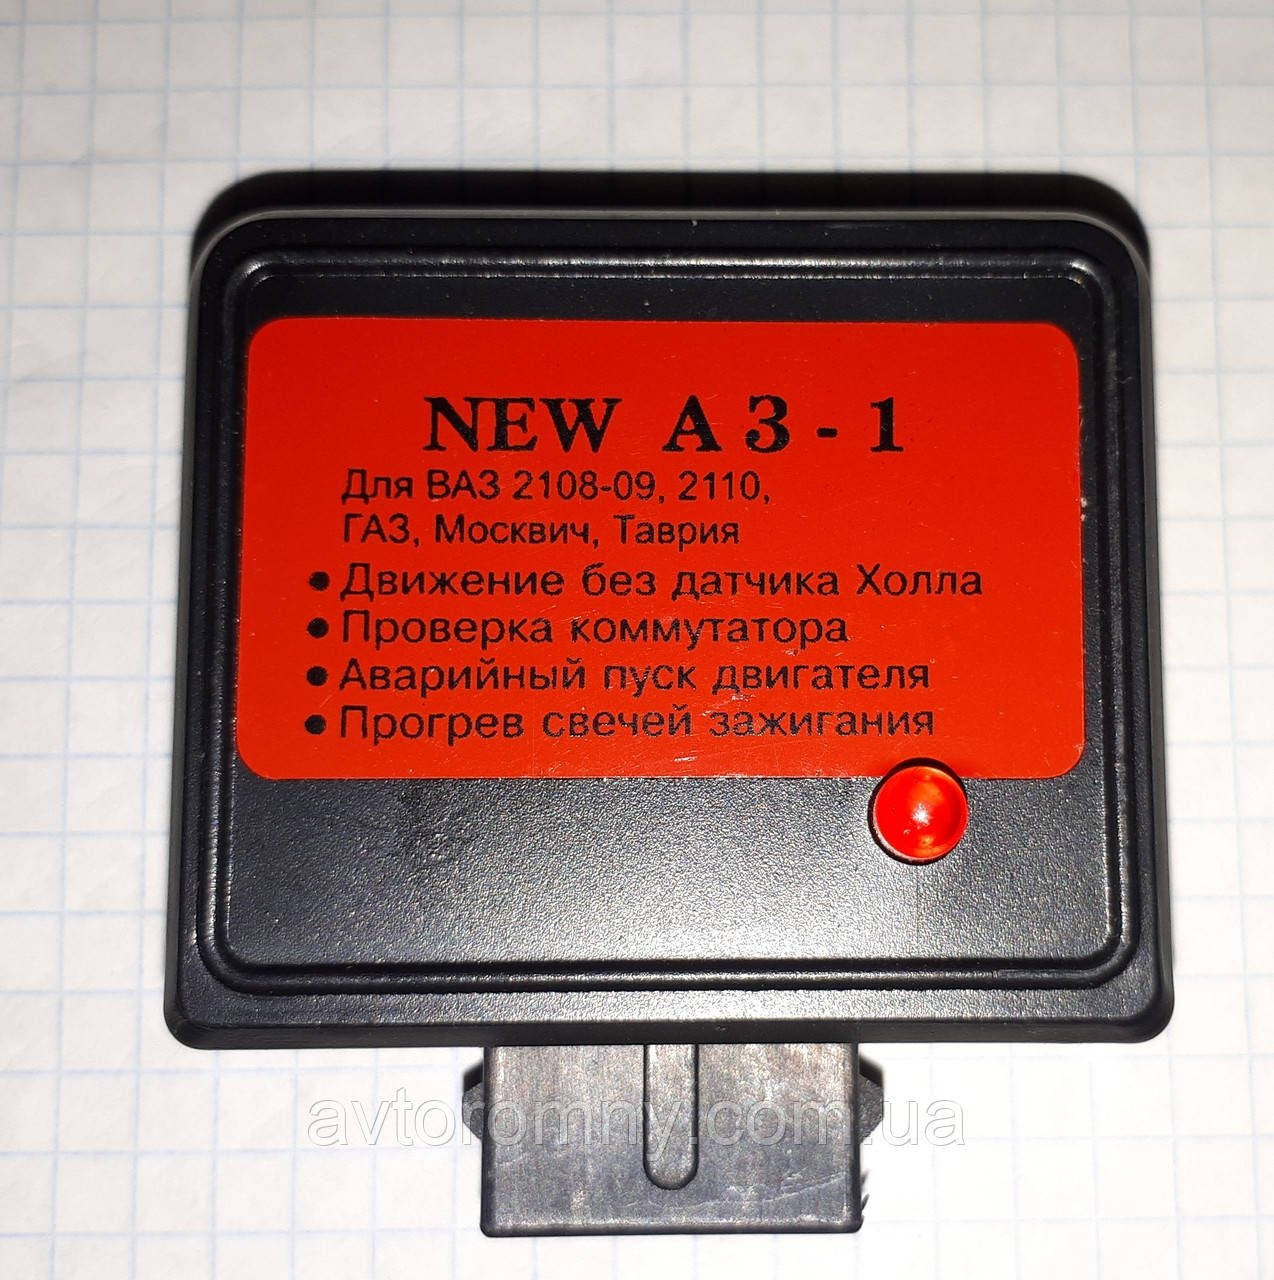 NEW A3-1
Для ВАЗ 2108-09, 2110,
ГАЗ, Москвич, Таврия
• Движение без датчика Холла
• Проверка коммутатора
• Аварийный пуск двигателя
• Прогрев свечей зажигания
avtoromny.com.ua